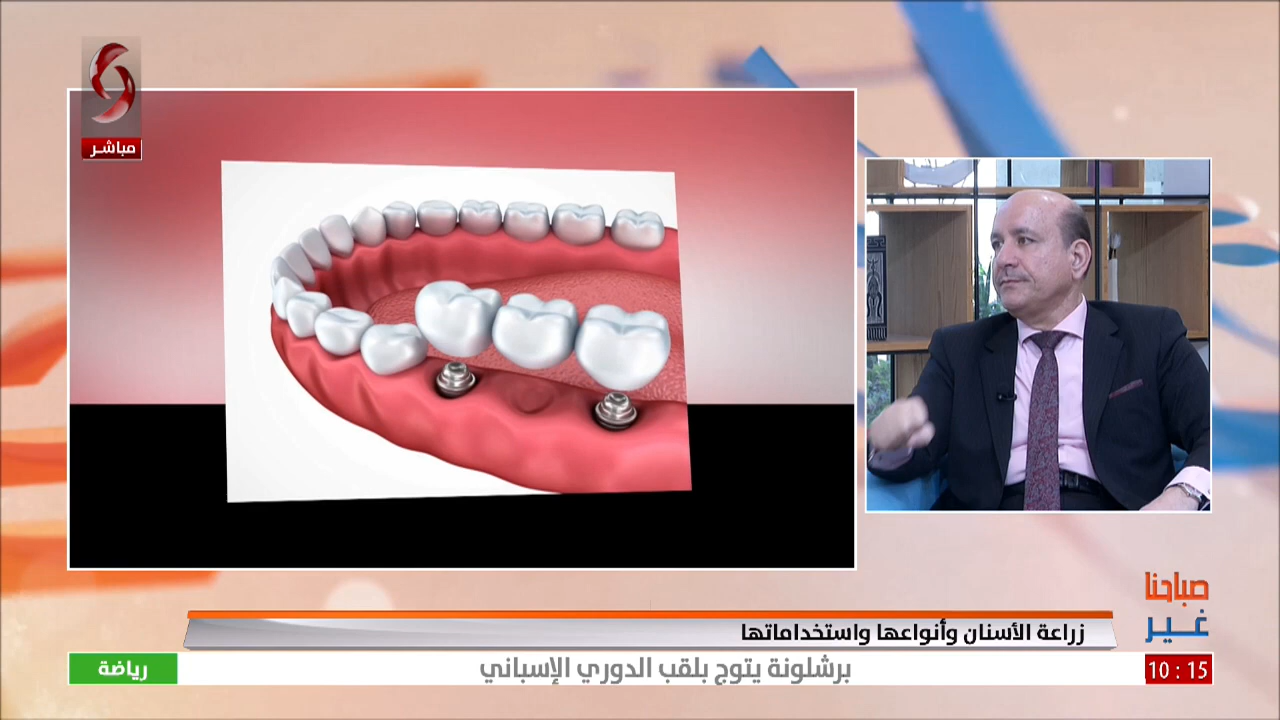 مباشر
صباحنا
غير
زراعة الأسنان وأنواعها واستخداماتها
رياضة
برشلونة يتوج بلقب الدوري الإسباني
10 : 15